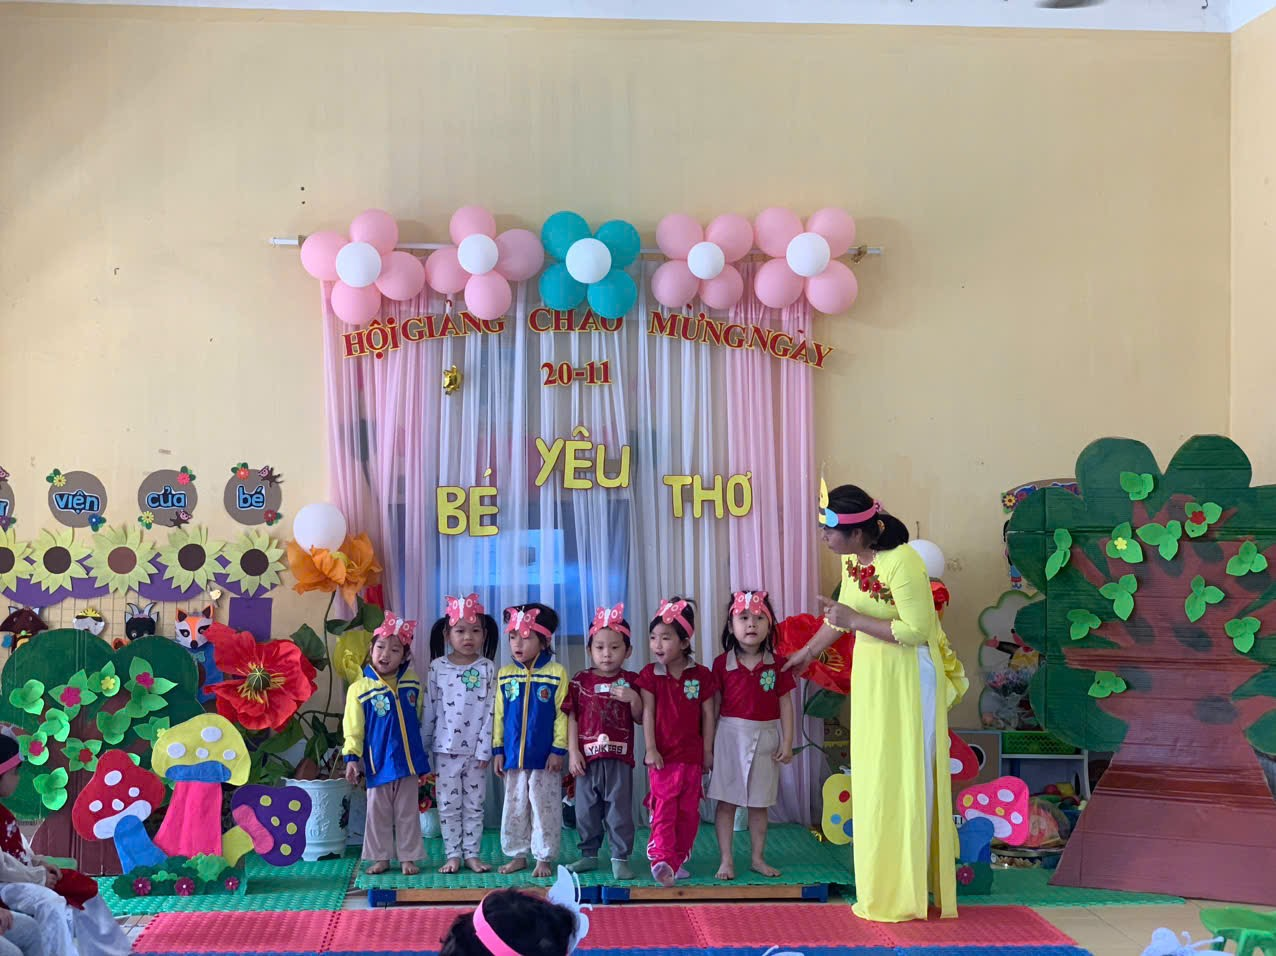 HỘI GIẢNG CHÀO MỪNG NGÀY
20-11
BÉ YÊU THƠ
viện của bé